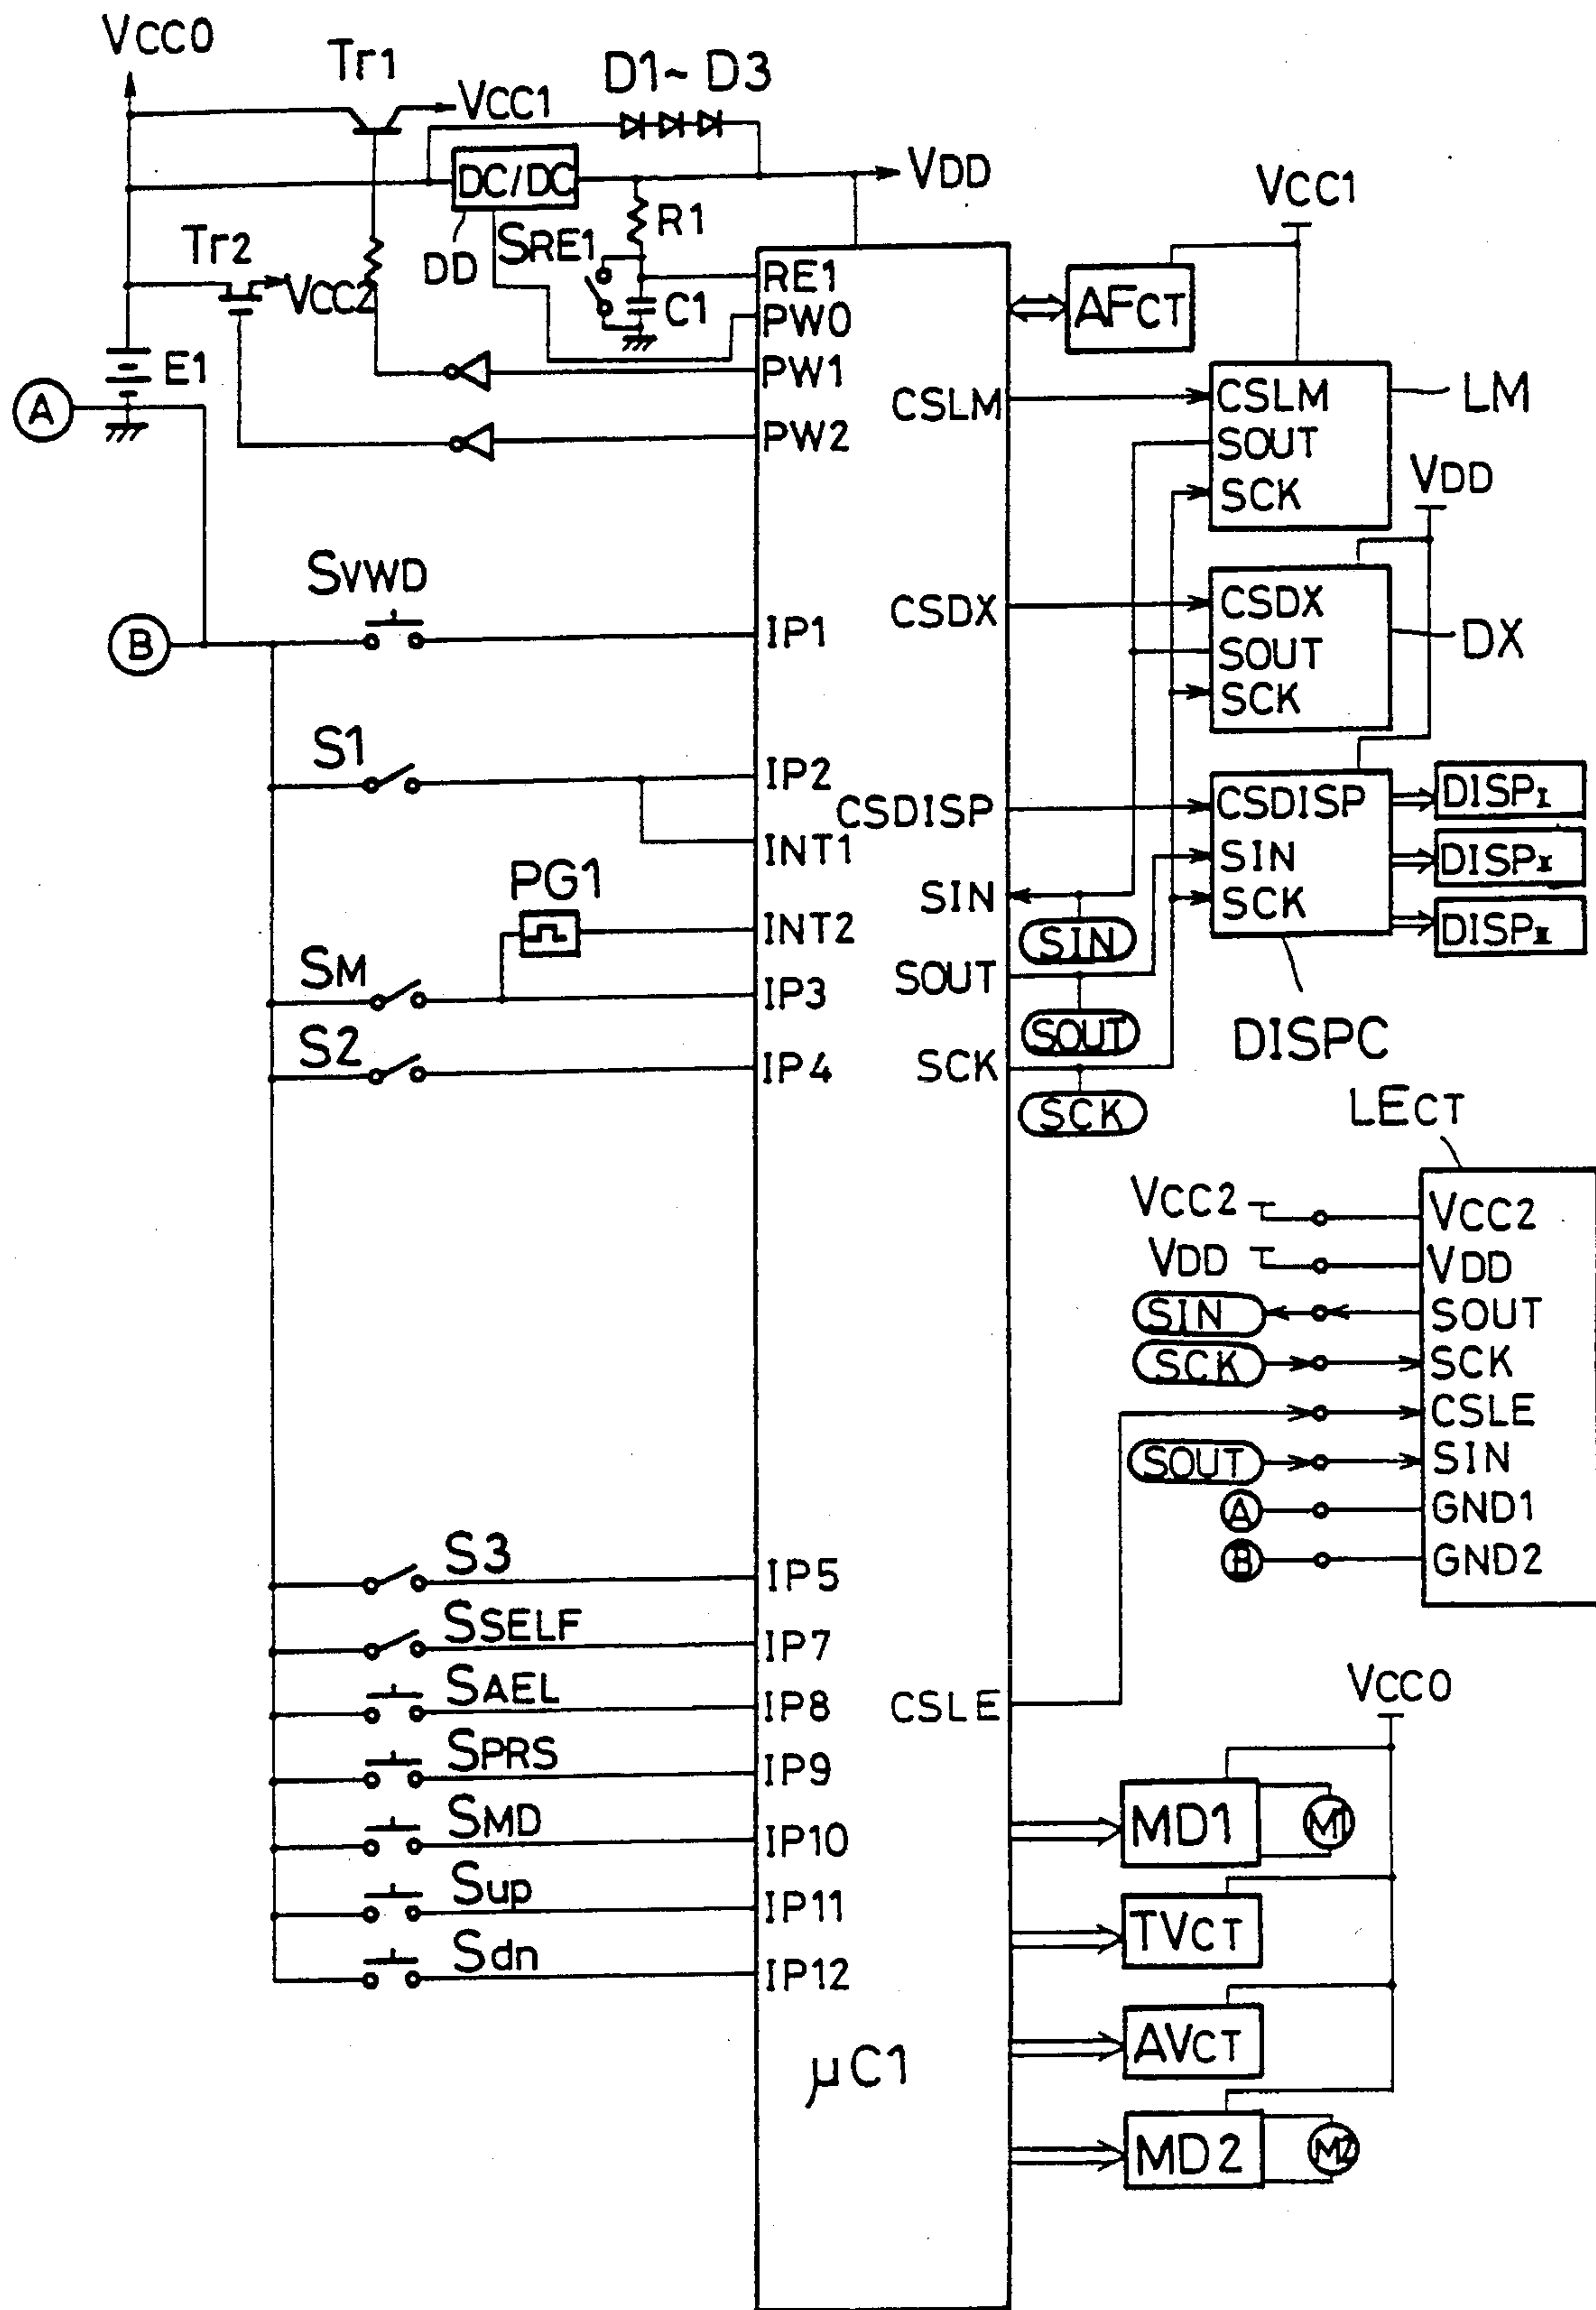 VCC0
Tr1
D1~D3
VCC1
DC/DC
VDD
R1
DD
SRE1
C1
Tr2
VCC2
E1
A
B
RE1
PW0
PW1
PW2
SVWD
IP1
S1
IP2
INT1
PG1
INT2
SM
IP3
S2
IP4
S3
IP5
SSELF
IP7
SAEL
IP8
SPRS
IP9
SMD
IP10
Sup
IP11
Sdn
IP12
µC1
CSLM
CSDX
CSDISP
SIN
SOUT
SCK
CSLE
SIN
SOUT
SCK
VCC1
AFCT
CSLM
SOUT
SCK
LM
VDD
CSDX
SOUT
SCK
DX
CSDISP
SIN
SCK
DISPI
DISPC
LECT
VCC2
VCC2
VDD
VDD
SIN
SOUT
SCK
SCK
CSLE
SOUT
SIN
A
GND1
B
GND2
VCC0
MD1
M1
TVCT
AVCT
MD2
M2